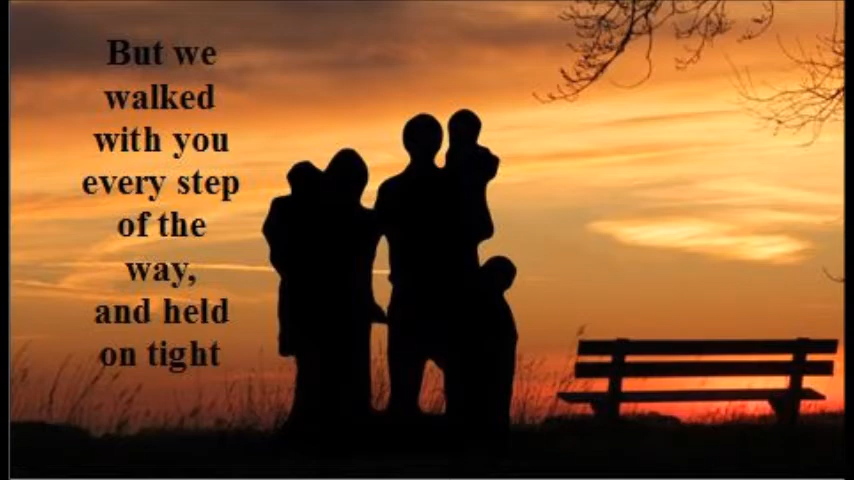 But we
walked
with you
every step
of the
way,
and held
on tight